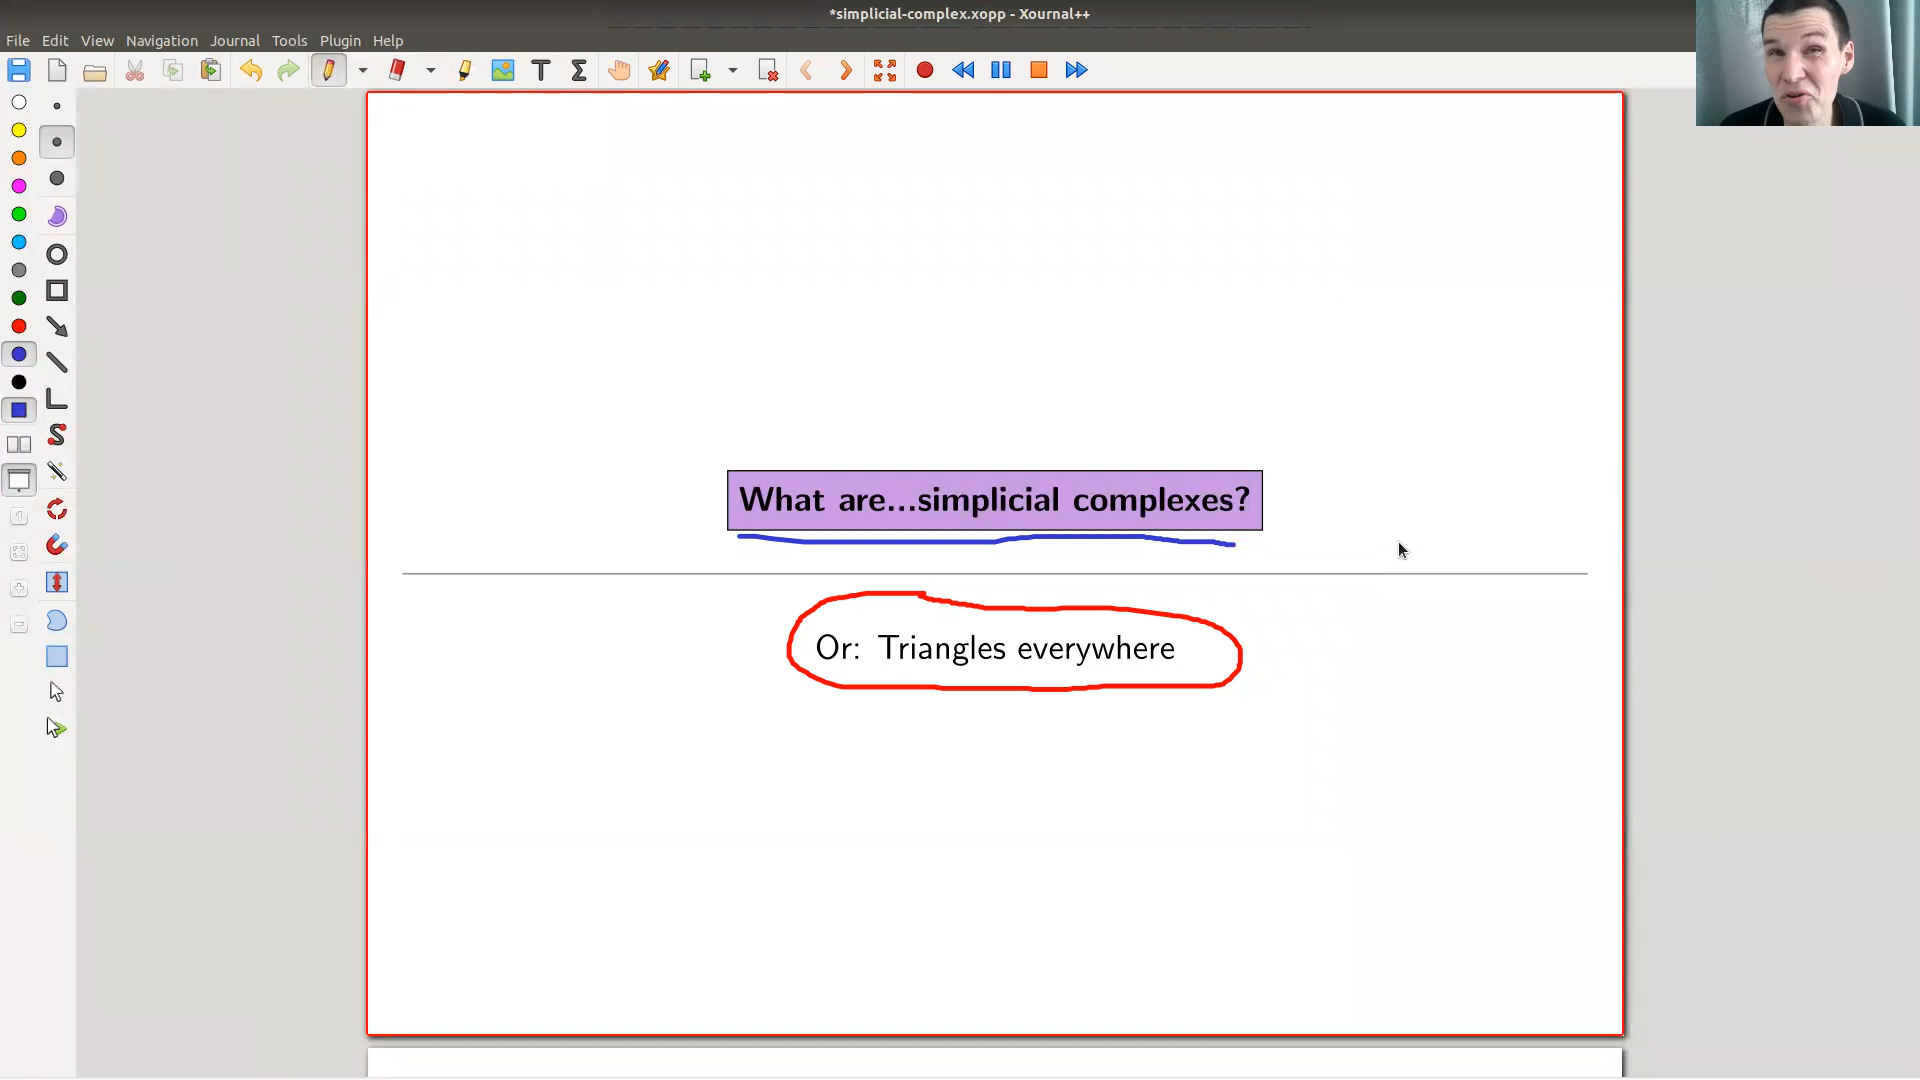 *simplicial-complex.xopp - Xournal++
File Edit View Navigation Journal Tools Plugin Help
What are...simplicial complexes?
Or: Triangles everywhere